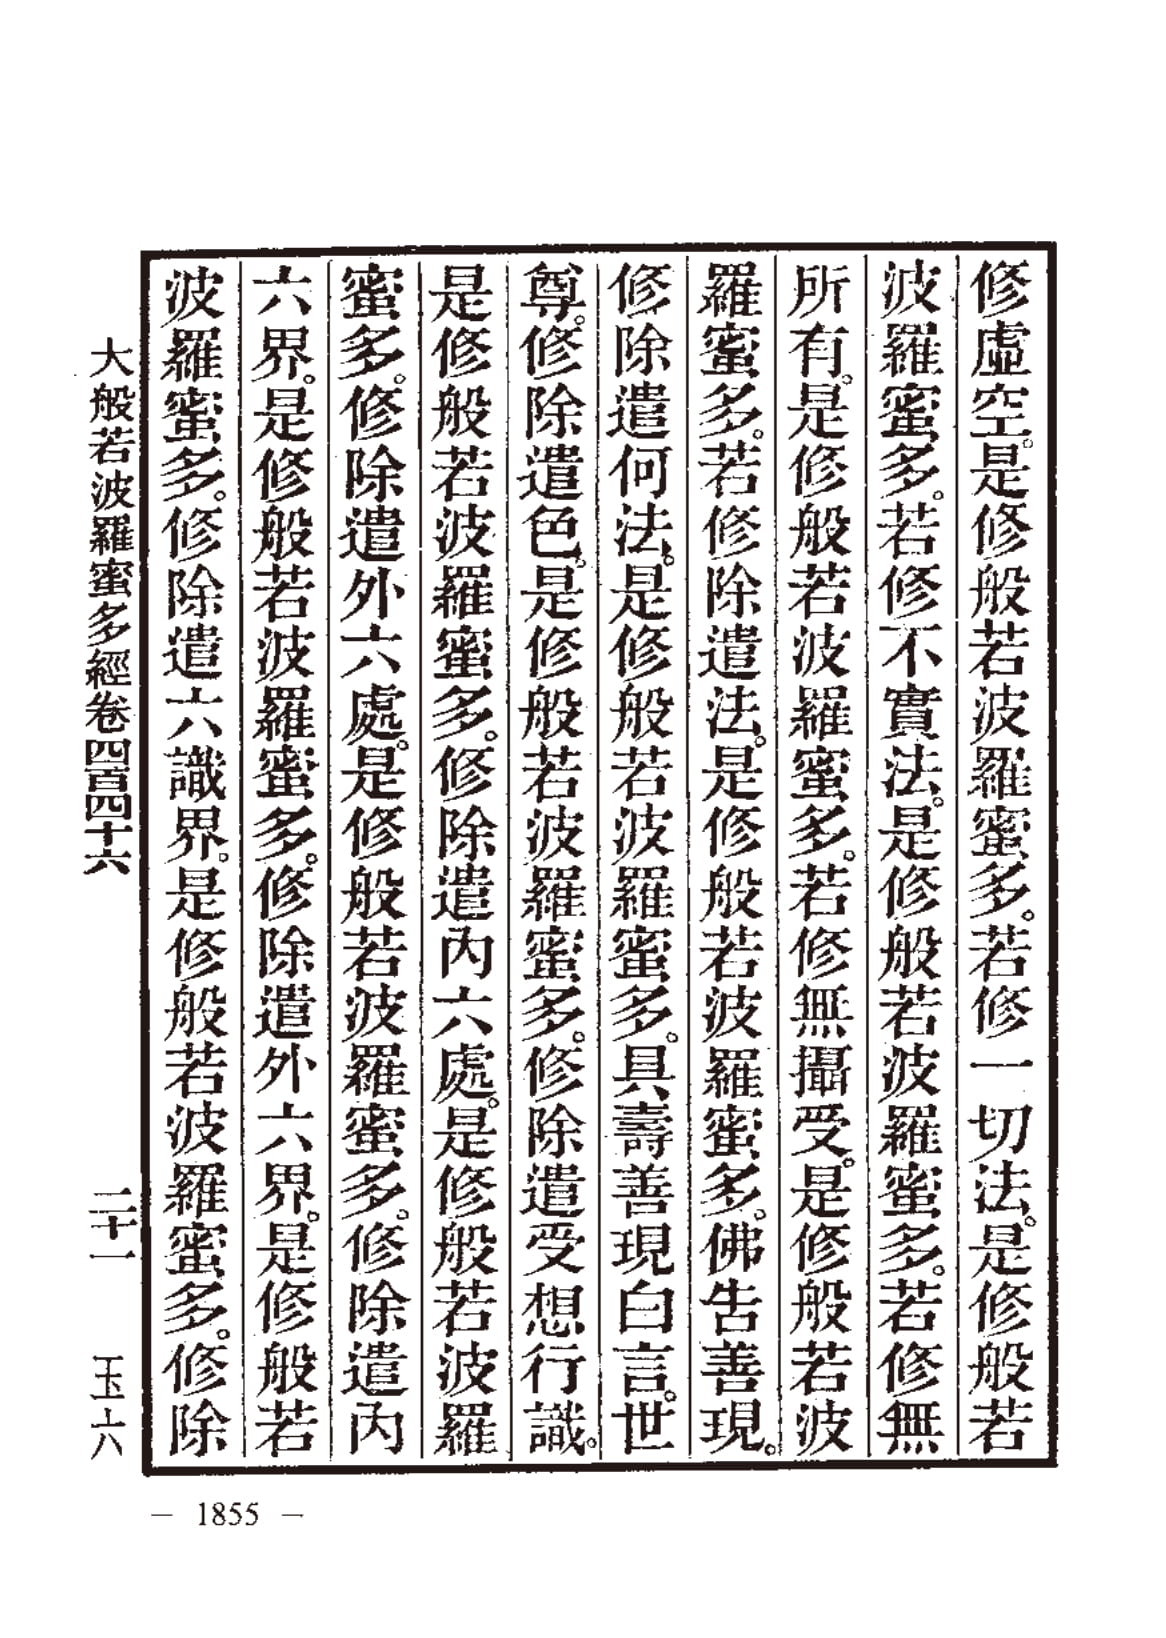 修虛空。是修般若波羅蜜多。若修一切法。是修般若
波羅蜜多。若修不實法。是修般若波羅蜜多。若修無
所有。是修般若波羅蜜多。若修無攝受。是修般若波
羅蜜多。若修除遣法。是修般若波羅蜜多。佛告善現。
修除遣何法。是修般若波羅蜜多。具壽善現白言。世
尊。修除遣色。是修般若波羅蜜多。修除遣受想行識。
是修般若波羅蜜多。修除遣內六處。是修般若波羅
蜜多。修除遣外六處。是修般若波羅蜜多。修除遣內
六界。是修般若波羅蜜多。修除遣外六界。是修般若
波羅蜜多。修除遣六識界。是修般若波羅蜜多。修除
大般若波羅蜜多經卷四百四十六 二十一 玉六
— 1855 —